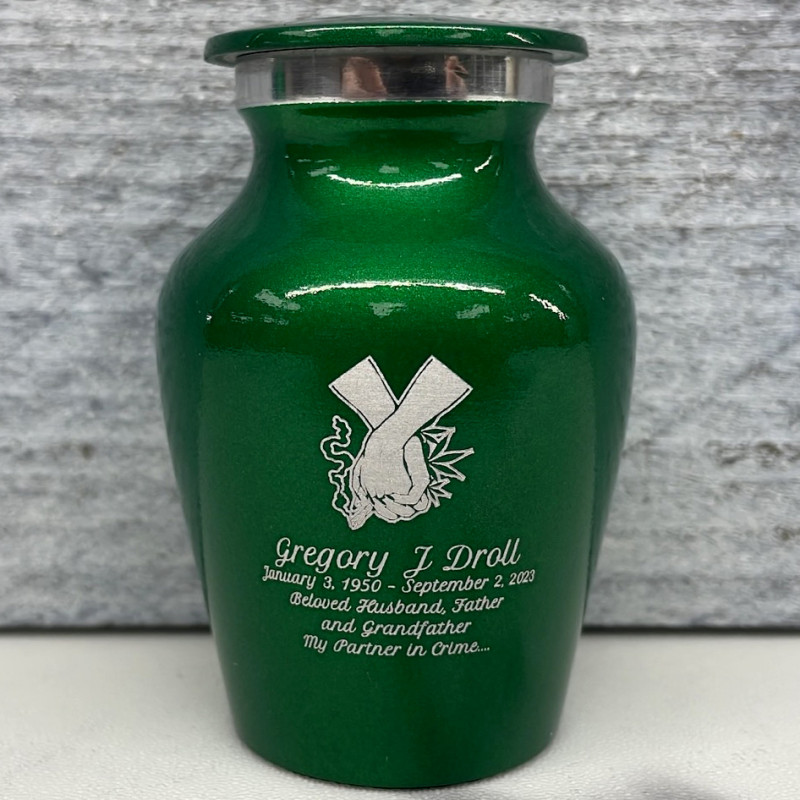 Gregory J Droll
January 3, 1950 - September 2, 2023
Beloved Husband, Father
and Grandfather
My Partner in Crime....